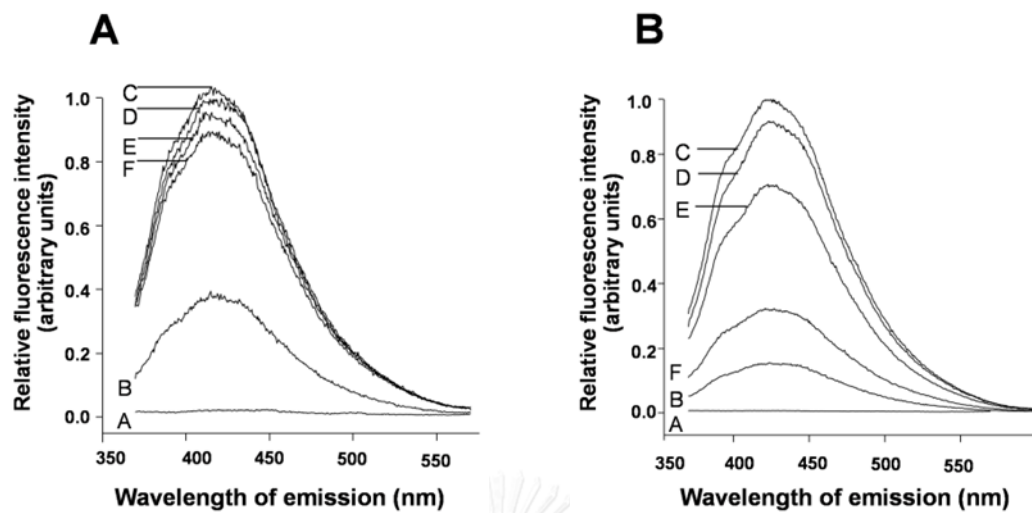 A
B
Relative fluorescence intensity
(arbitrary units)
1.0
0.8
0.6
0.4
0.2
0.0
C
D
E
F
B
A
350
400
450
500
550
Wavelength of emission (nm)
Relative fluorescence intensity
(arbitrary units)
1.0
0.8
0.6
0.4
0.2
0.0
C
D
E
F
B
A
350
400
450
500
550
Wavelength of emission (nm)